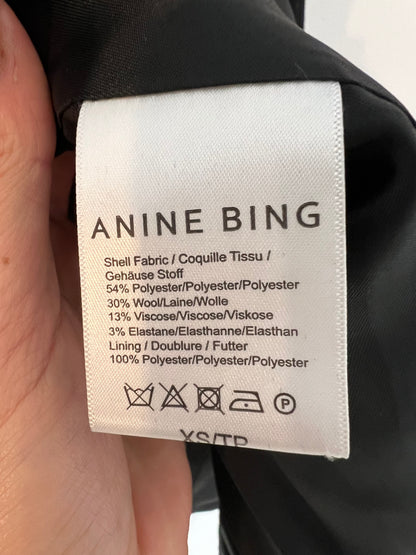 ANINE BING
Shell Fabric / Coquille Tissu /
Gehäuse Stoff
54% Polyester/Polyester/Polyester
30% Wool/Laine/Wolle
13% Viscose/Viscose/Viskose
3% Elastane/Elasthanne/Elasthan
Lining / Doublure / Futter
100% Polyester/Polyester/Polyester
P
XS/TP